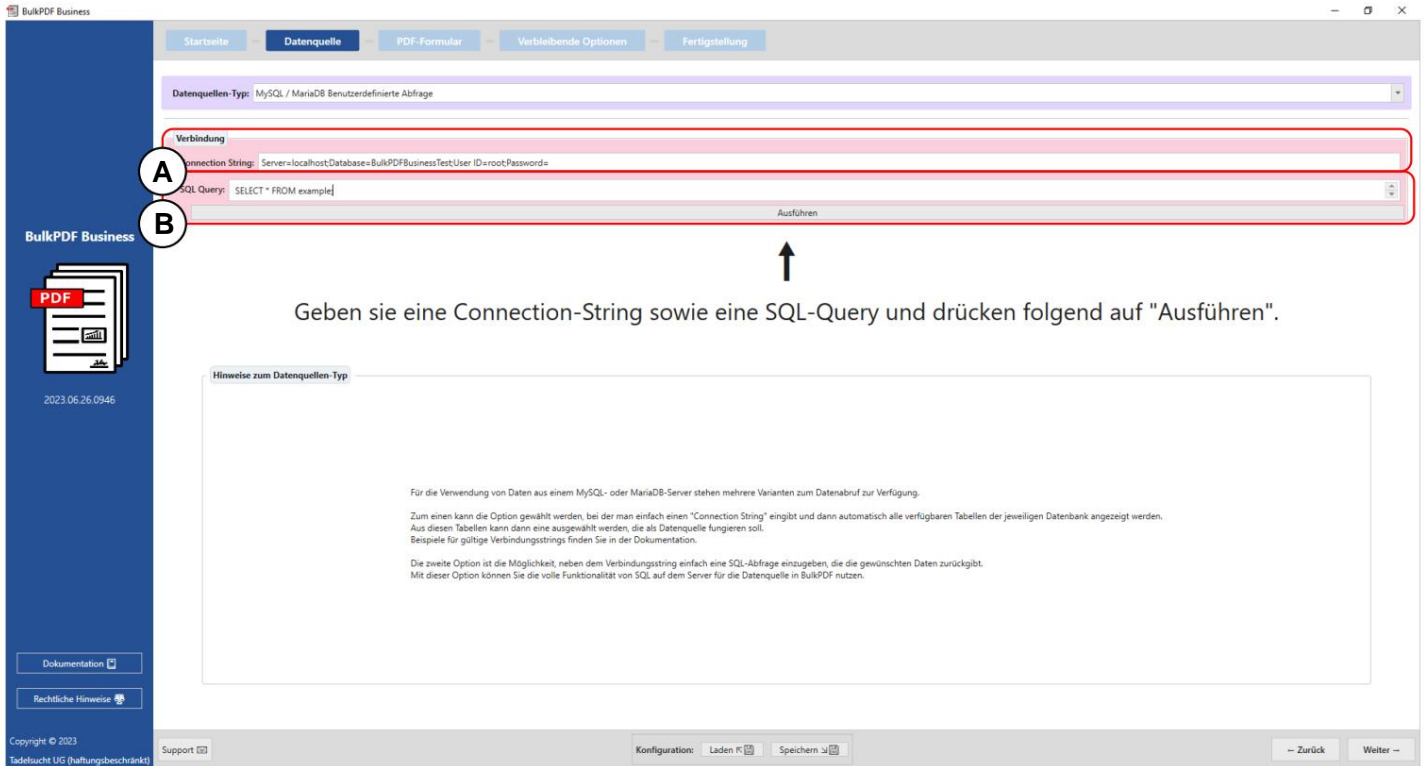 BulkPDF Business
Startseite
Datenquelle
PDF-Formular
Verbleibende Optionen
Fertigstellung
Datenquellen-Typ: MySQL / MariaDB Benutzerdefinierte Abfrage
Verbindung
A
onnection String: Server=localhost;Database=BulkPDFBusinessTest;User ID=root;Password=
SQL Query: SELECT * FROM example;
B
Ausführen
BulkPDF Business
PDF
2023.06.26.0946
Geben sie eine Connection-String sowie eine SQL-Query und drücken folgend auf "Ausführen".
Hinweise zum Datenquellen-Typ
Für die Verwendung von Daten aus einem MySQL- oder MariaDB-Server stehen mehrere Varianten zum Datenabruf zur Verfügung.
Zum einen kann die Option gewählt werden, bei der man einfach einen "Connection String" eingibt und dann automatisch alle verfügbaren Tabellen der jeweiligen Datenbank angezeigt werden.
Aus diesen Tabellen kann dann eine ausgewählt werden, die als Datenquelle fungieren soll.
Beispiele für gültige Verbindungsstrings finden Sie in der Dokumentation.
Die zweite Option ist die Möglichkeit, neben dem Verbindungsstring einfach eine SQL-Abfrage einzugeben, die die gewünschten Daten zurückgibt.
Mit dieser Option können Sie die volle Funktionalität von SQL auf dem Server für die Datenquelle in BulkPDF nutzen.
Dokumentation
Rechtliche Hinweise
Copyright © 2023
Tadelsucht UG (haftungsbeschränkt)
Support
Konfiguration: Laden Speichern
← Zurück
Weiter →